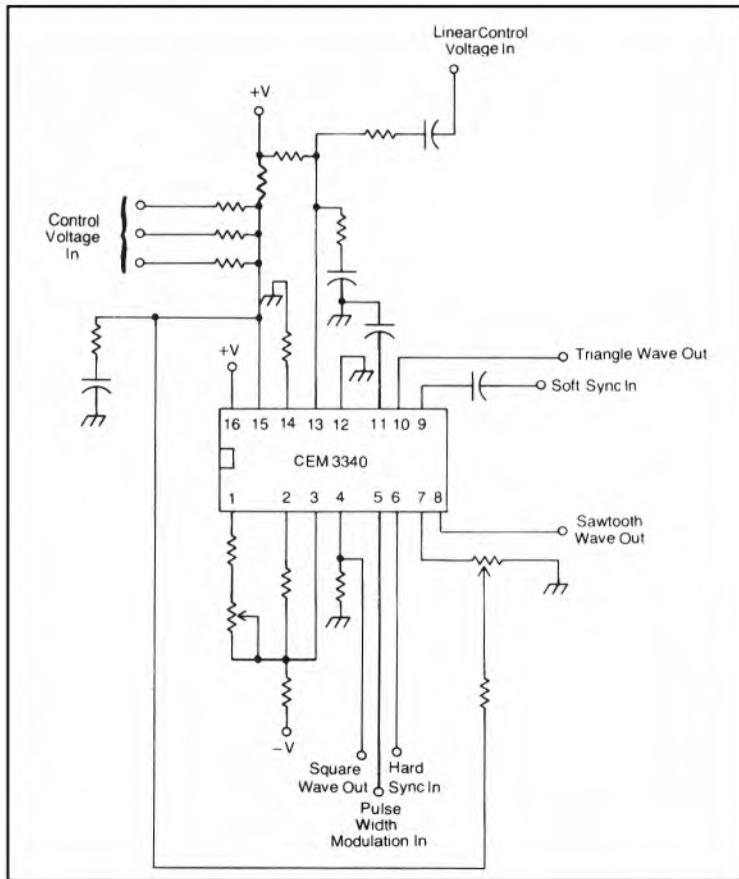 Linear Control
Voltage In
+V
Control
Voltage
In
+V
Triangle Wave Out
Soft Sync In
16 15 14 13 12 11 10 9
CEM 3340
1 2 3 4 5 6 7 8
Sawtooth
Wave Out
−V
Square
Wave Out
Hard
Sync In
Pulse
Width
Modulation In